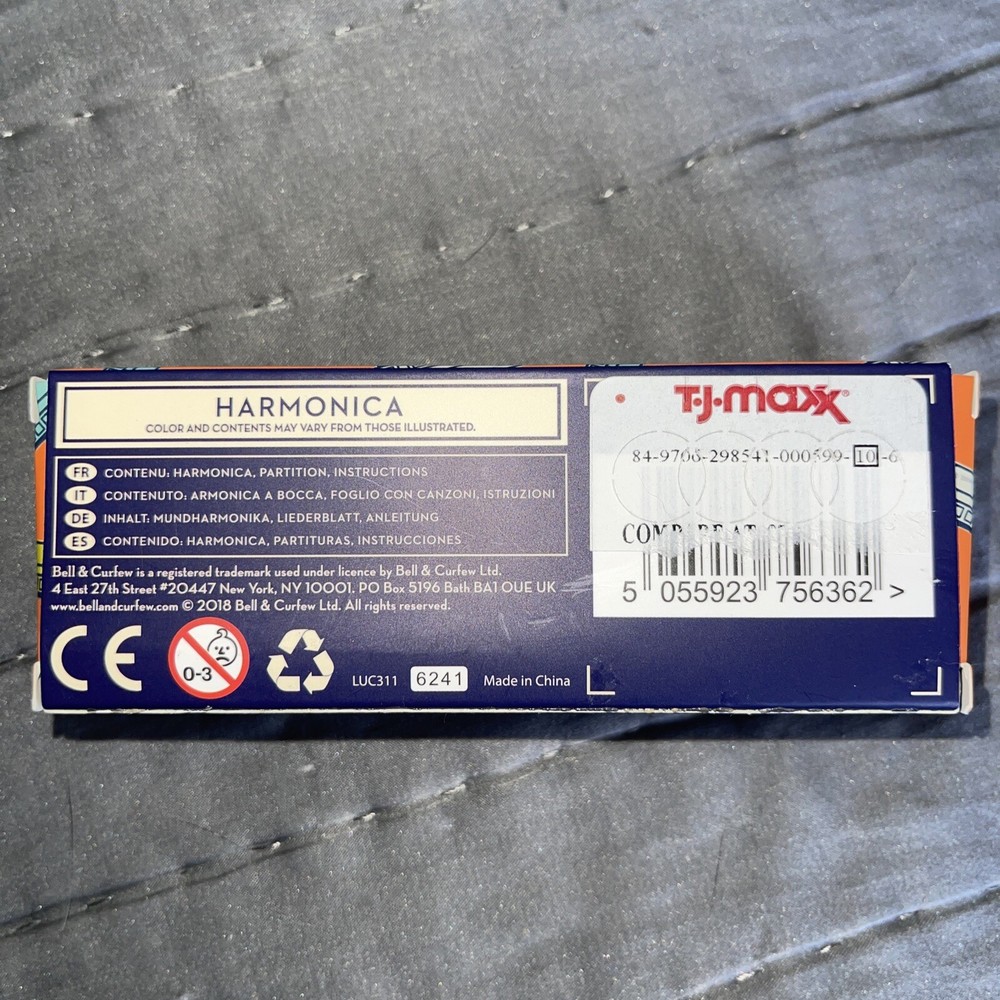 HARMONICA
COLOR AND CONTENTS MAY VARY FROM THOSE ILLUSTRATED.
FR CONTENU: HARMONICA, PARTITION, INSTRUCTIONS
IT CONTENUTO: ARMONICA A BOCCA, FOGLIO CON CANZONI, ISTRUZIONI
DE INHALT: MUNDHARMONIKA, LIEDERBLATT, ANLEITUNG
ES CONTENIDO: HARMONICA, PARTITURAS, INSTRUCCIONES
Bell & Curfew is a registered trademark used under licence by Bell & Curfew Ltd.
4 East 27th Street #20447 New York, NY 10001. PO Box 5196 Bath BA1 0UE UK
www.bellandcurfew.com © 2018 Bell & Curfew Ltd. All rights reserved.
CE
0-3
LUC311 6241 Made in China
T·J·maxx®
84-9706-298541-000599-10-6
COMPARE AT
5 055923 756362 >